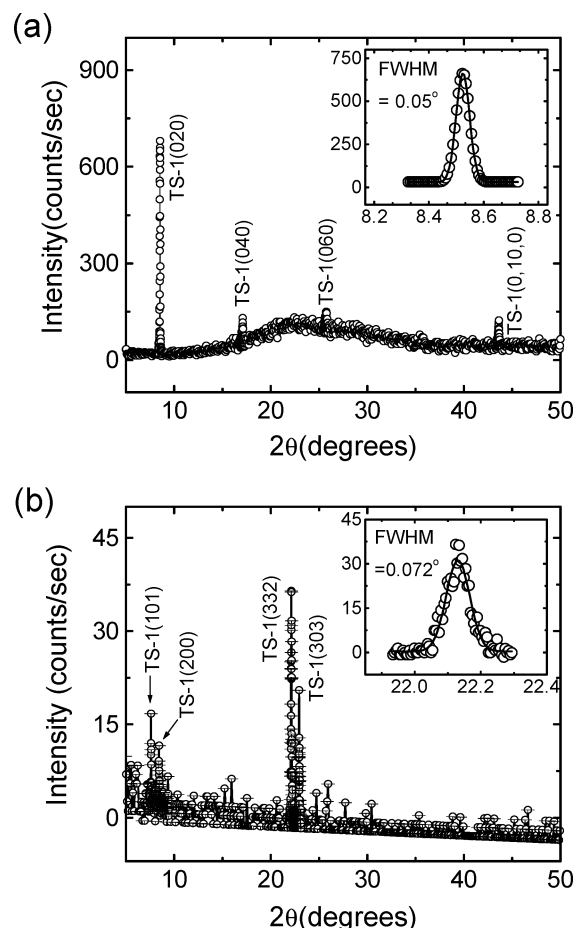 (a)
900
600
300
0
Intensity(counts/sec)
TS-1(020)
TS-1(040)
TS-1(060)
TS-1(0,10,0)
FWHM
= 0.05°
750
500
250
0
8.2 8.4 8.6 8.8
10 20 30 40 50
2θ(degrees)
(b)
45
30
15
0
Intensity (counts/sec)
TS-1(101)
TS-1(200)
TS-1(332)
TS-1(303)
FWHM
=0.072°
45
30
15
0
22.0 22.2 22.4
10 20 30 40 50
2θ(degrees)